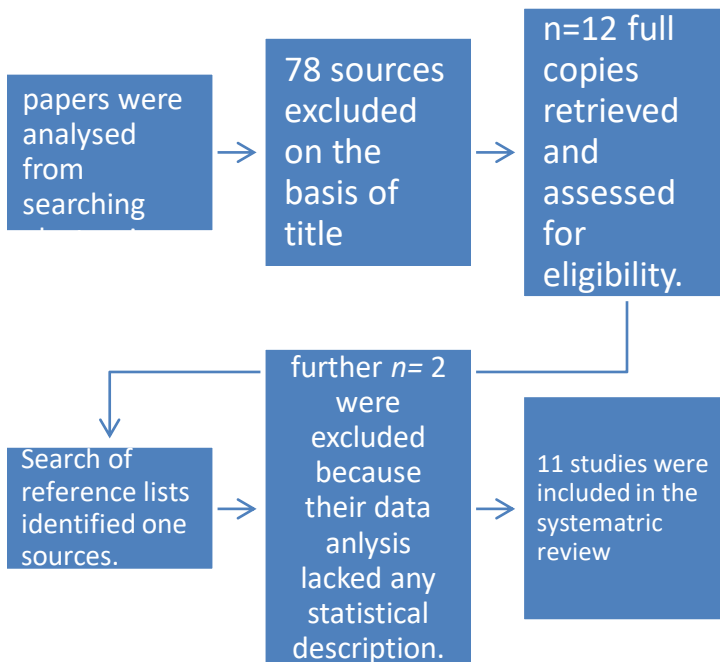 papers were
analysed
from
searching
78 sources
excluded
on the
basis of
title
n=12 full
copies
retrieved
and
assessed
for
eligibility.
Search of
reference lists
identified one
sources.
further n= 2
were
excluded
because
their data
anlysis
lacked any
statistical
description.
11 studies were
included in the
systematric
review